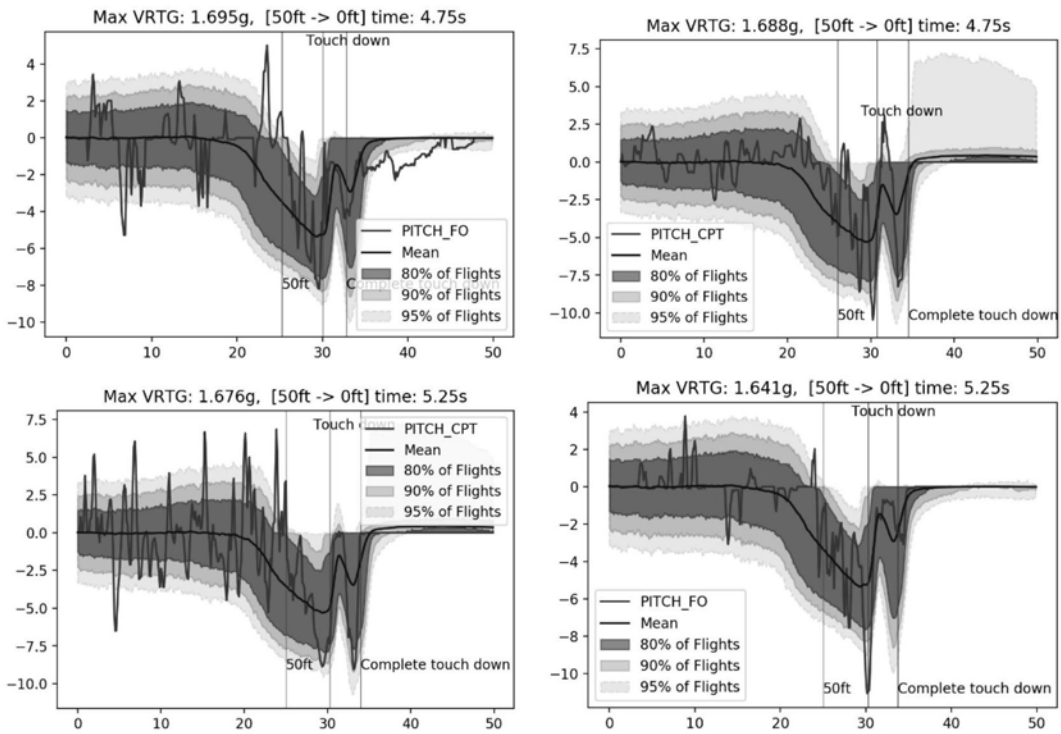 Max VRTG: 1.695g,  [50ft -> 0ft] time: 4.75s
Touch down
4
2
0
−2
−4
−6
−8
−10
PITCH_FO
Mean
80% of Flights
90% of Flights
95% of Flights
50ft
Complete touch down
0
10
20
30
40
50
Max VRTG: 1.688g,  [50ft -> 0ft] time: 4.75s
Touch down
7.5
5.0
2.5
0.0
−2.5
−5.0
−7.5
−10.0
PITCH_CPT
Mean
80% of Flights
90% of Flights
95% of Flights
50ft
Complete touch down
0
10
20
30
40
50
Max VRTG: 1.676g,  [50ft -> 0ft] time: 5.25s
Touch down
7.5
5.0
2.5
0.0
−2.5
−5.0
−7.5
−10.0
PITCH_CPT
Mean
80% of Flights
90% of Flights
95% of Flights
50ft
Complete touch down
0
10
20
30
40
50
Max VRTG: 1.641g,  [50ft -> 0ft] time: 5.25s
Touch down
4
2
0
−2
−4
−6
−8
−10
PITCH_FO
Mean
80% of Flights
90% of Flights
95% of Flights
50ft
Complete touch down
0
10
20
30
40
50